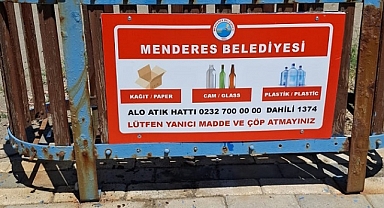 MENDERES BELEDİYESİ
KAĞIT / PAPER
CAM / GLASS
PLASTİK / PLASTIC
ALO ATIK HATTI 0232 700 00 00 DAHİLİ 1374
LÜTFEN YANICI MADDE VE ÇÖP ATMAYINIZ